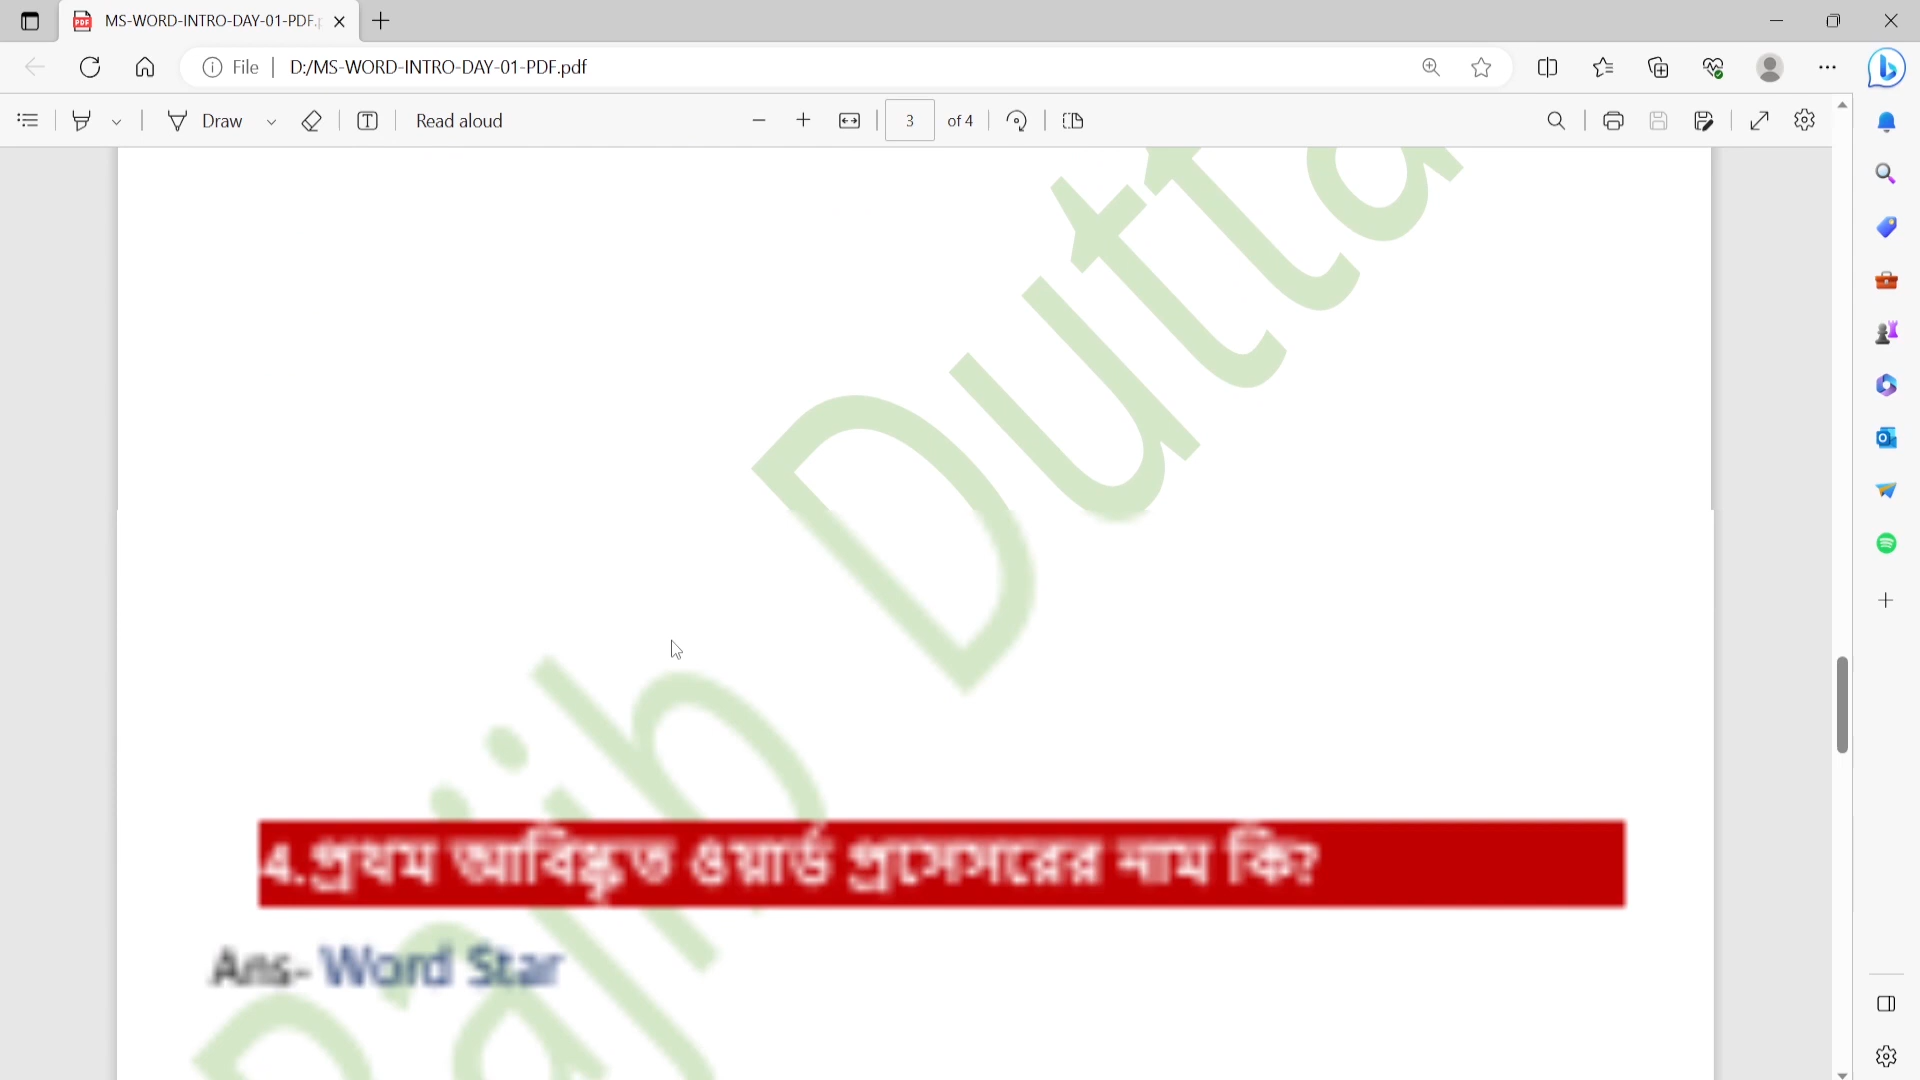 MS-WORD-INTRO-DAY-01-PDF.p
File
D:/MS-WORD-INTRO-DAY-01-PDF.pdf
Draw
Read aloud
3
of 4
Rajib Dutta
4.প্রথম আবিষ্কৃত ওয়ার্ড প্রসেসরের নাম কি?
Ans- Word Star